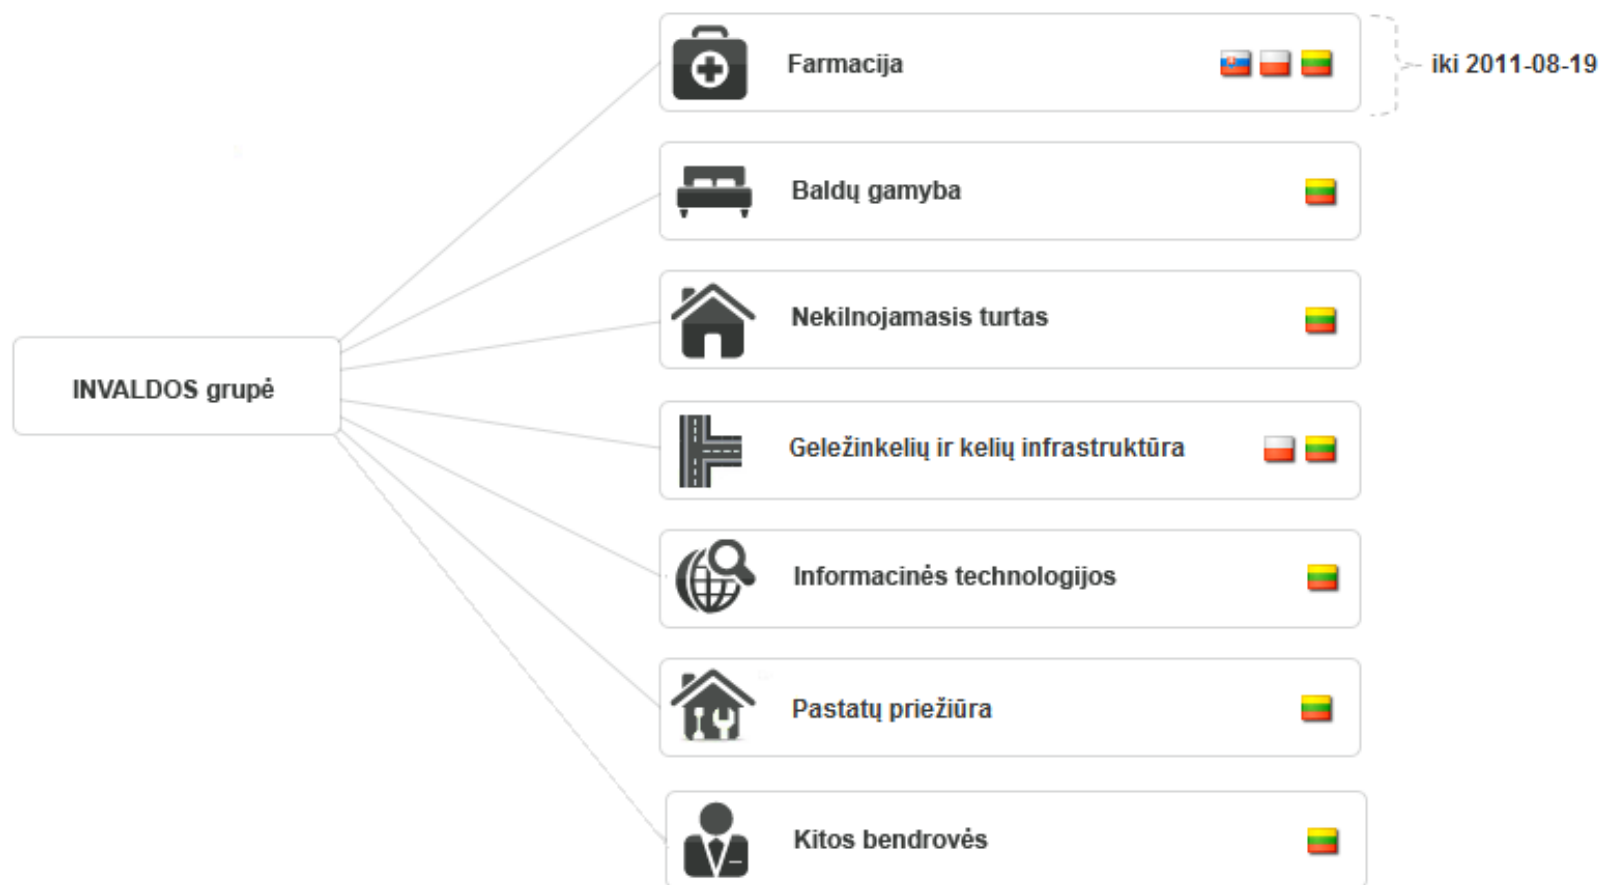 Farmacija
iki 2011-08-19
Baldų gamyba
Nekilnojamasis turtas
INVALDOS grupė
Geležinkelių ir kelių infrastruktūra
Informacinės technologijos
Pastatų priežiūra
Kitos bendrovės